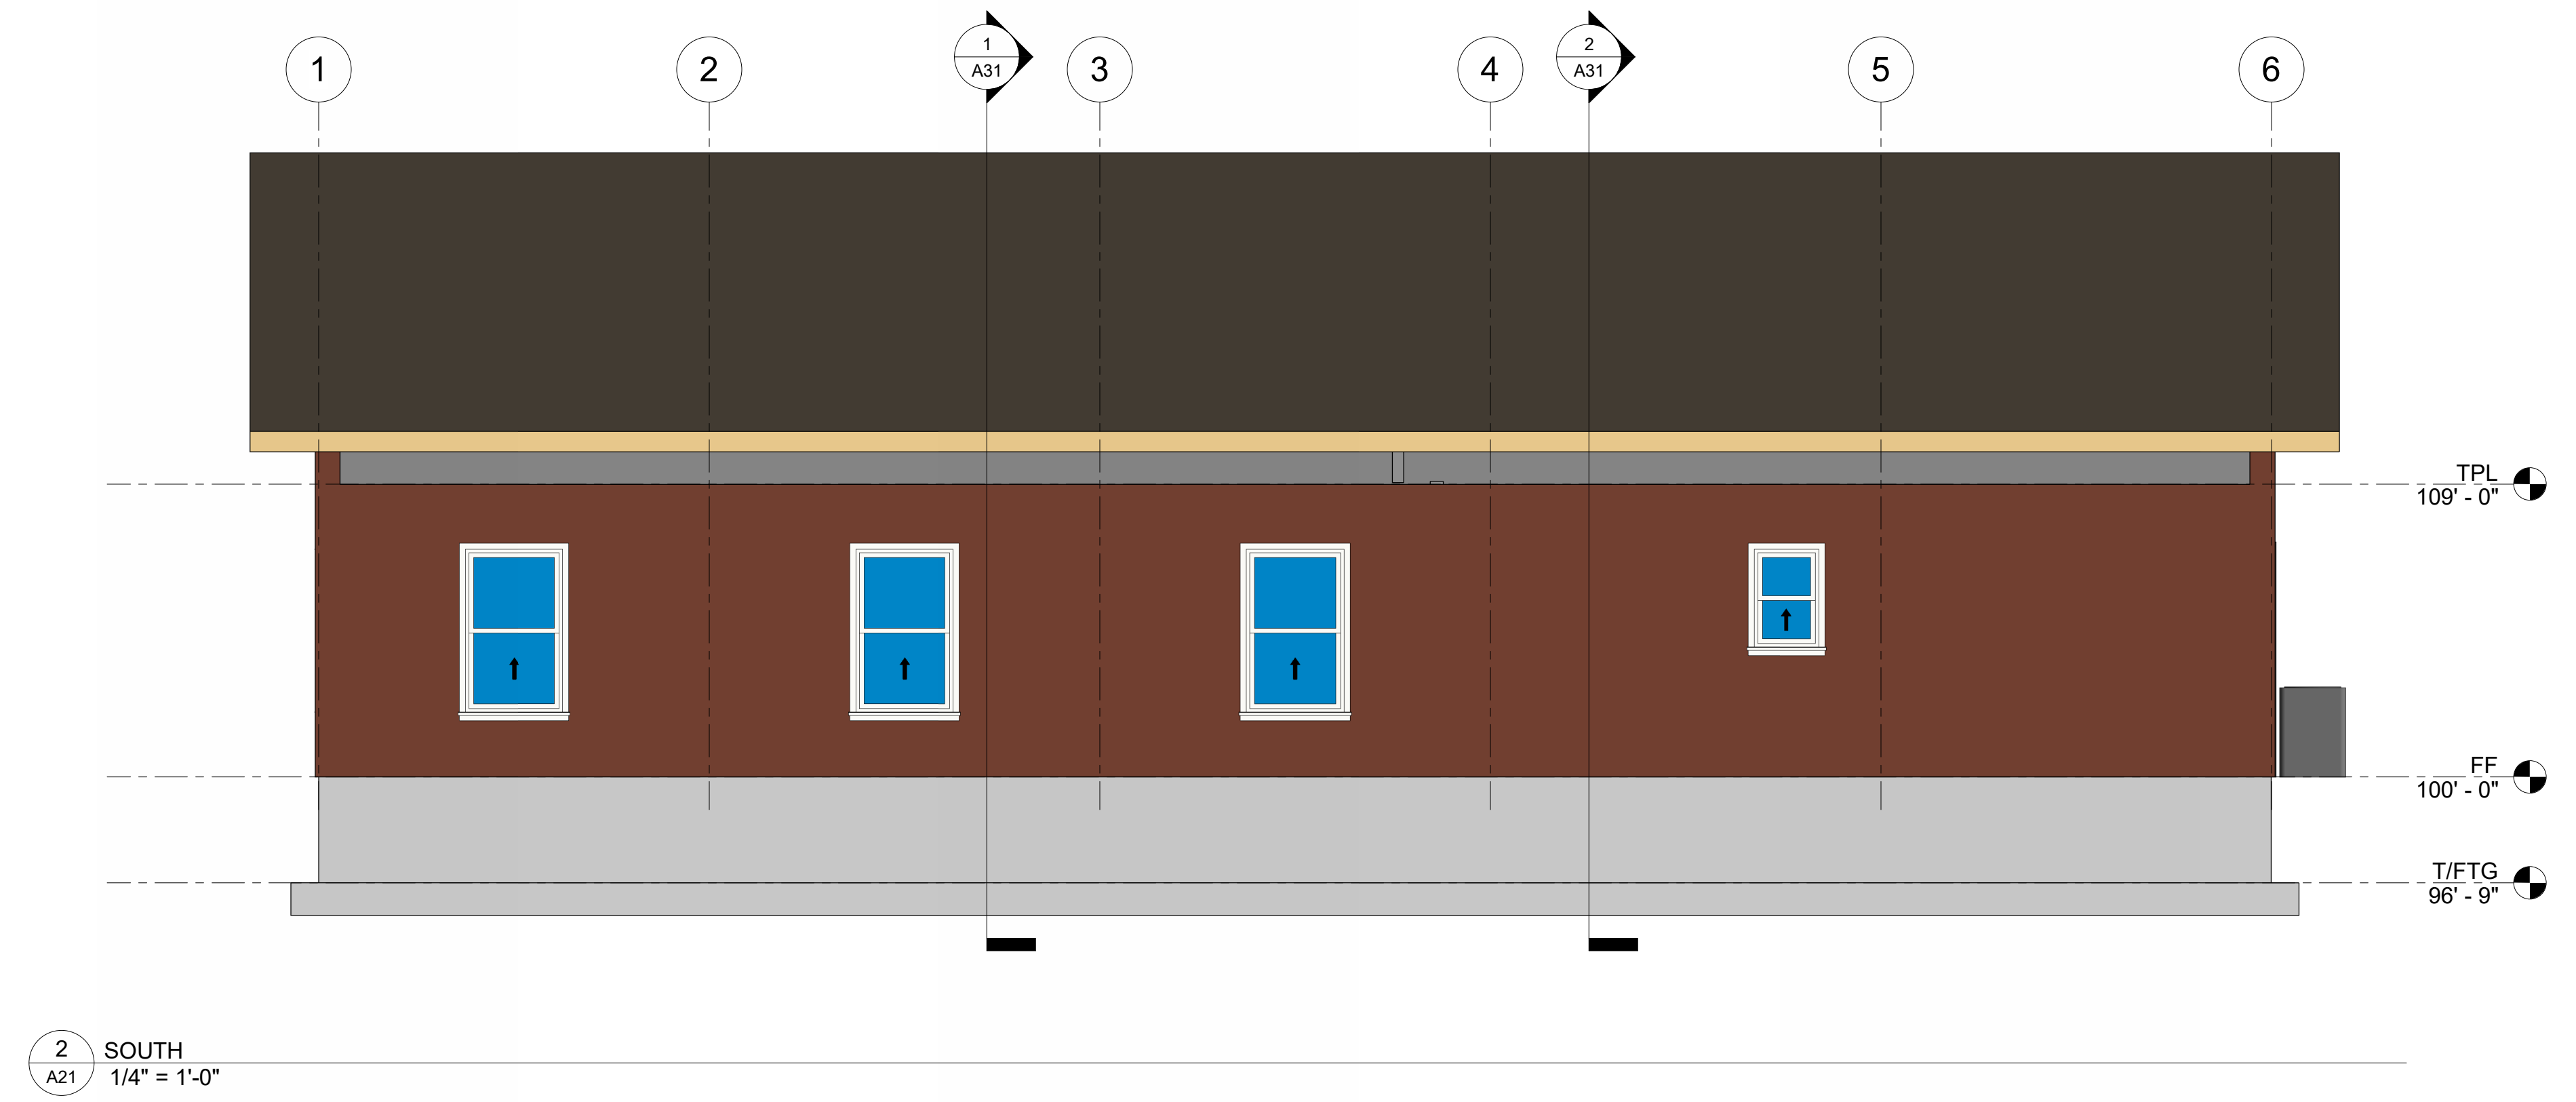 1
2
1
A31
3
4
2
A31
5
6
TPL
109' - 0"
FF
100' - 0"
T/FTG
96' - 9"
2
A21
SOUTH
1/4" = 1'-0"